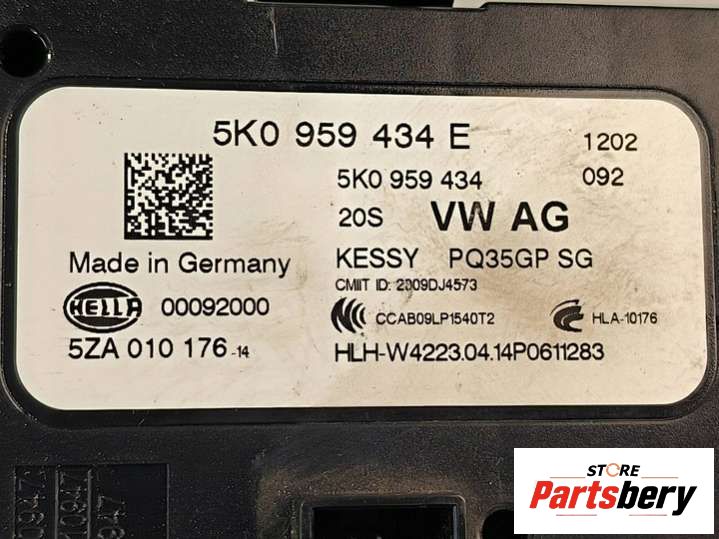 5K0 959 434 E
1202
5K0 959 434
092
20S VW AG
Made in Germany
KESSY PQ35GP SG
CMIIT ID: 2009DJ4573
HELLA 00092000
CCAB09LP1540T2
HLA-10176
5ZA 010 176-14
HLH-W4223.04.14P0611283
STORE
Partsbery